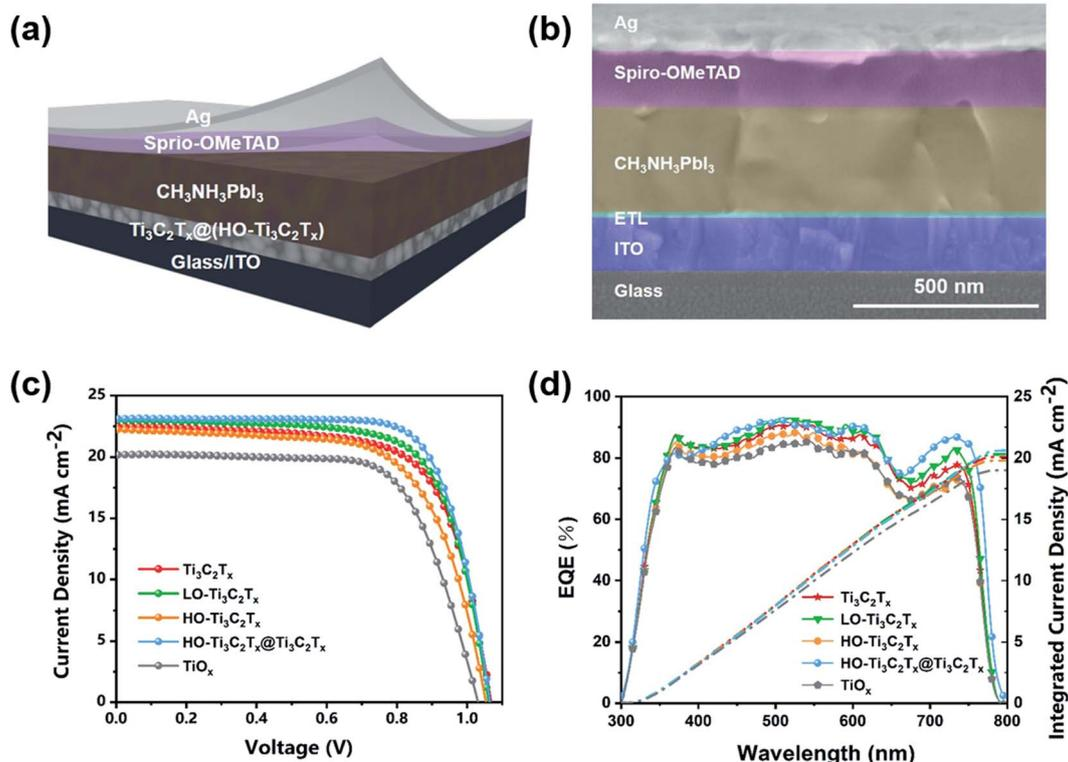 (a)
Ag
Sprio-OMeTAD
CH₃NH₃PbI₃
Ti₃C₂Tₓ@(HO-Ti₃C₂Tₓ)
Glass/ITO
(b)
Ag
Spiro-OMeTAD
CH₃NH₃PbI₃
ETL
ITO
Glass
500 nm
(c)
Current Density (mA cm⁻²)
25
20
15
10
5
0
0.0 0.2 0.4 0.6 0.8 1.0
Voltage (V)
Ti₃C₂Tₓ
LO-Ti₃C₂Tₓ
HO-Ti₃C₂Tₓ
HO-Ti₃C₂Tₓ@Ti₃C₂Tₓ
TiOₓ
(d)
EQE (%)
100
80
60
40
20
0
300 400 500 600 700 800
Wavelength (nm)
Ti₃C₂Tₓ
LO-Ti₃C₂Tₓ
HO-Ti₃C₂Tₓ
HO-Ti₃C₂Tₓ@Ti₃C₂Tₓ
TiOₓ
25
20
15
10
5
0
Integrated Current Density (mA cm⁻²)